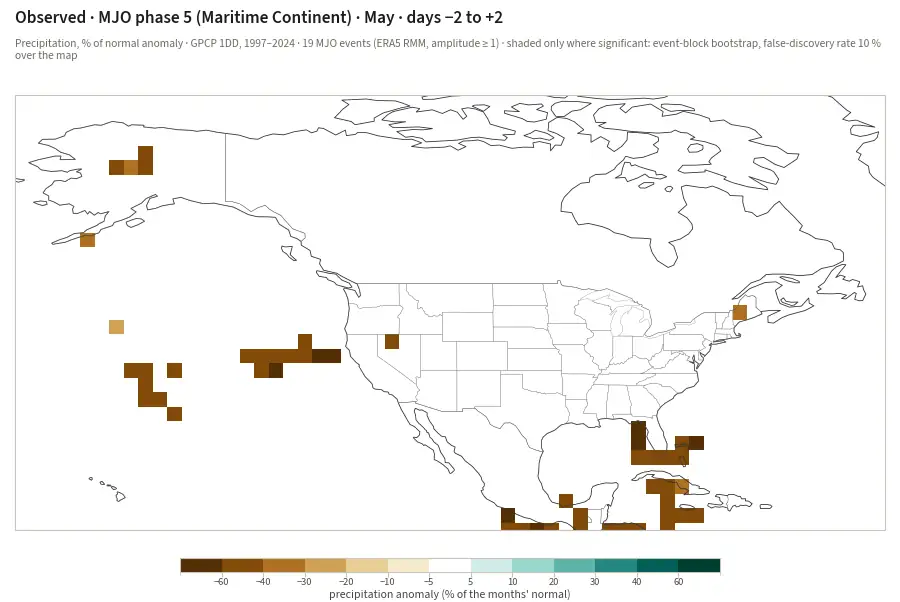 Observed · MJO phase 5 (Maritime Continent) · May · days −2 to +2
Precipitation, % of normal anomaly · GPCP 1DD, 1997–2024 · 19 MJO events (ERA5 RMM, amplitude ≥ 1) · shaded only where significant: event-block bootstrap, false-discovery rate 10 %
over the map
−60 −40 −30 −20 −10 −5 5 10 20 30 40 60
precipitation anomaly (% of the months' normal)